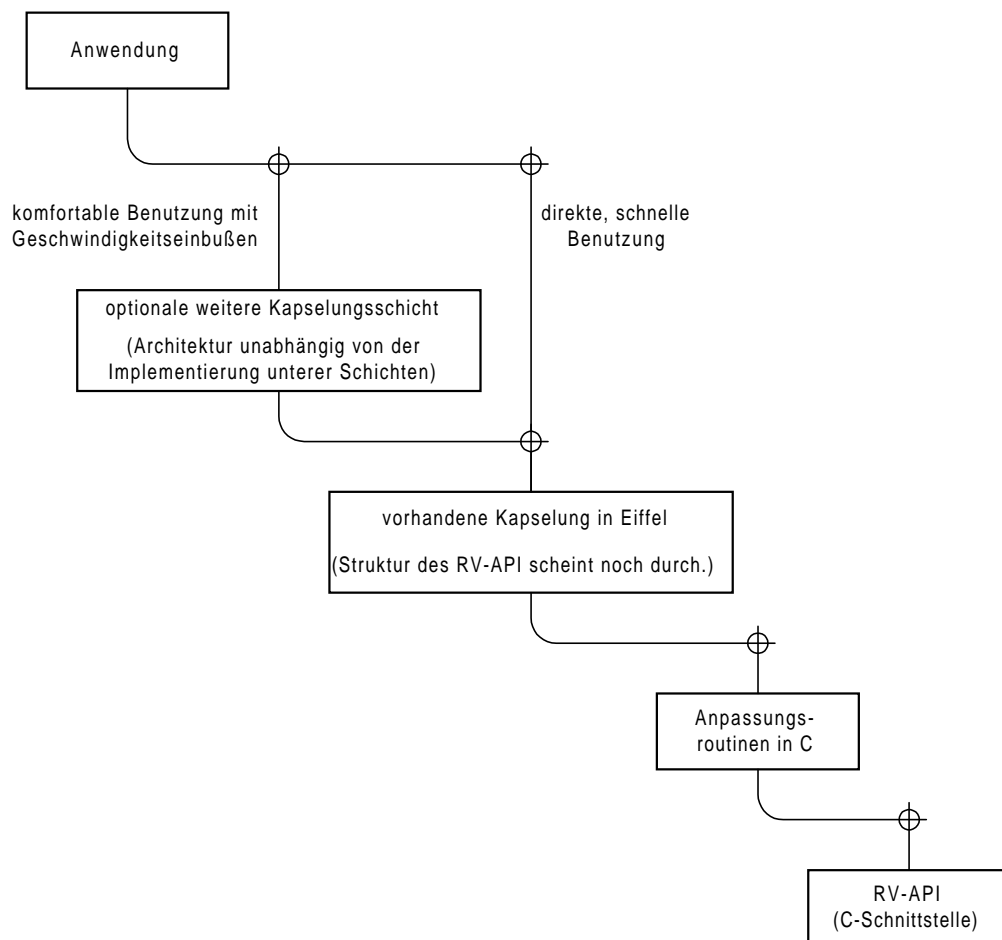 Anwendung
komfortable Benutzung mit
Geschwindigkeitseinbußen
direkte, schnelle
Benutzung
optionale weitere Kapselungsschicht
(Architektur unabhängig von der
Implementierung unterer Schichten)
vorhandene Kapselung in Eiffel
(Struktur des RV-API scheint noch durch.)
Anpassungs-
routinen in C
RV-API
(C-Schnittstelle)